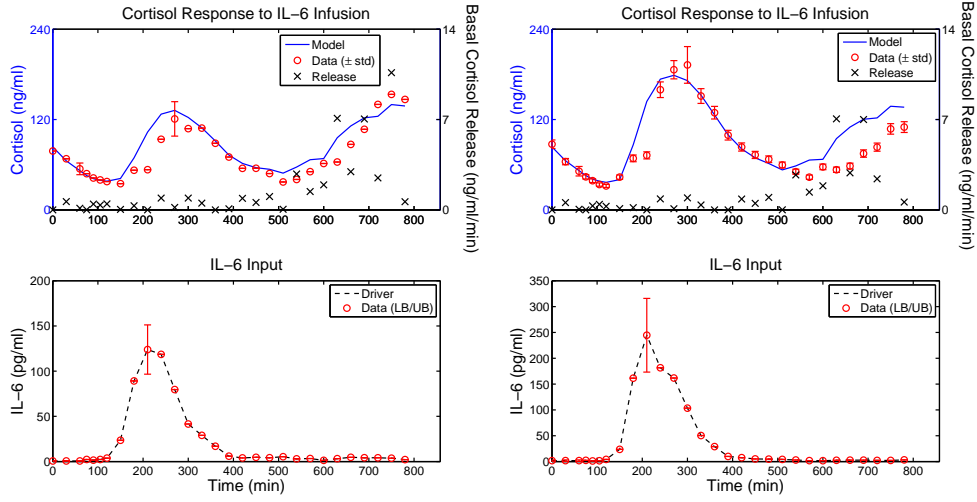 Cortisol Response to IL−6 Infusion
240
120
0
Cortisol (ng/ml)
14
7
0
Basal Cortisol Release (ng/ml/min)
Model
Data (± std)
Release
0 100 200 300 400 500 600 700 800
Cortisol Response to IL−6 Infusion
240
120
0
Cortisol (ng/ml)
14
7
0
Basal Cortisol Release (ng/ml/min)
Model
Data (± std)
Release
0 100 200 300 400 500 600 700 800
IL−6 Input
200
150
100
50
0
IL−6 (pg/ml)
Driver
Data (LB/UB)
0 100 200 300 400 500 600 700 800
Time (min)
IL−6 Input
350
300
250
200
150
100
50
0
IL−6 (pg/ml)
Driver
Data (LB/UB)
0 100 200 300 400 500 600 700 800
Time (min)